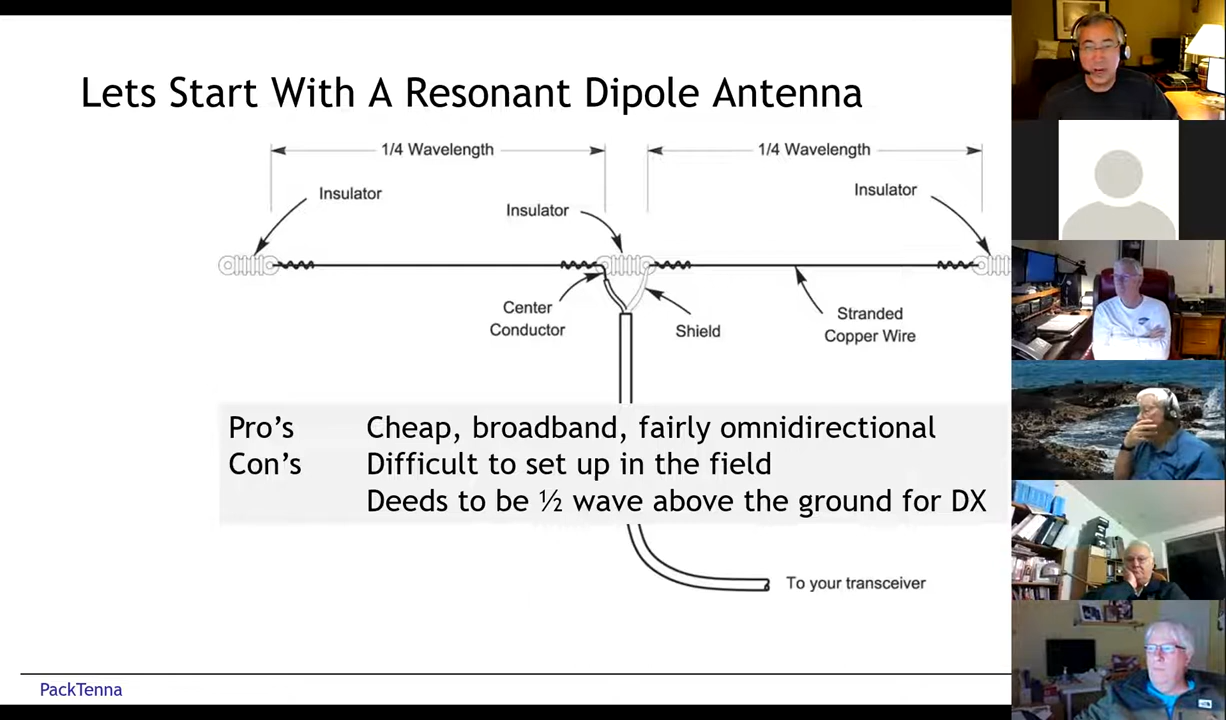 Lets Start With A Resonant Dipole Antenna
1/4 Wavelength
1/4 Wavelength
Insulator
Insulator
Insulator
Center
Conductor
Shield
Stranded
Copper Wire
Pro's Cheap, broadband, fairly omnidirectional
Con's Difficult to set up in the field
Deeds to be ½ wave above the ground for DX
To your transceiver
PackTenna